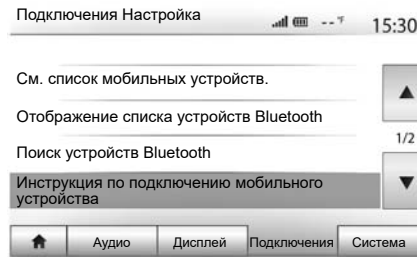 Подключения Настройка
--°F 15:30
См. список мобильных устройств.
Отображение списка устройств Bluetooth
1/2
Поиск устройств Bluetooth
Инструкция по подключению мобильного
устройства
Аудио Дисплей Подключения Система